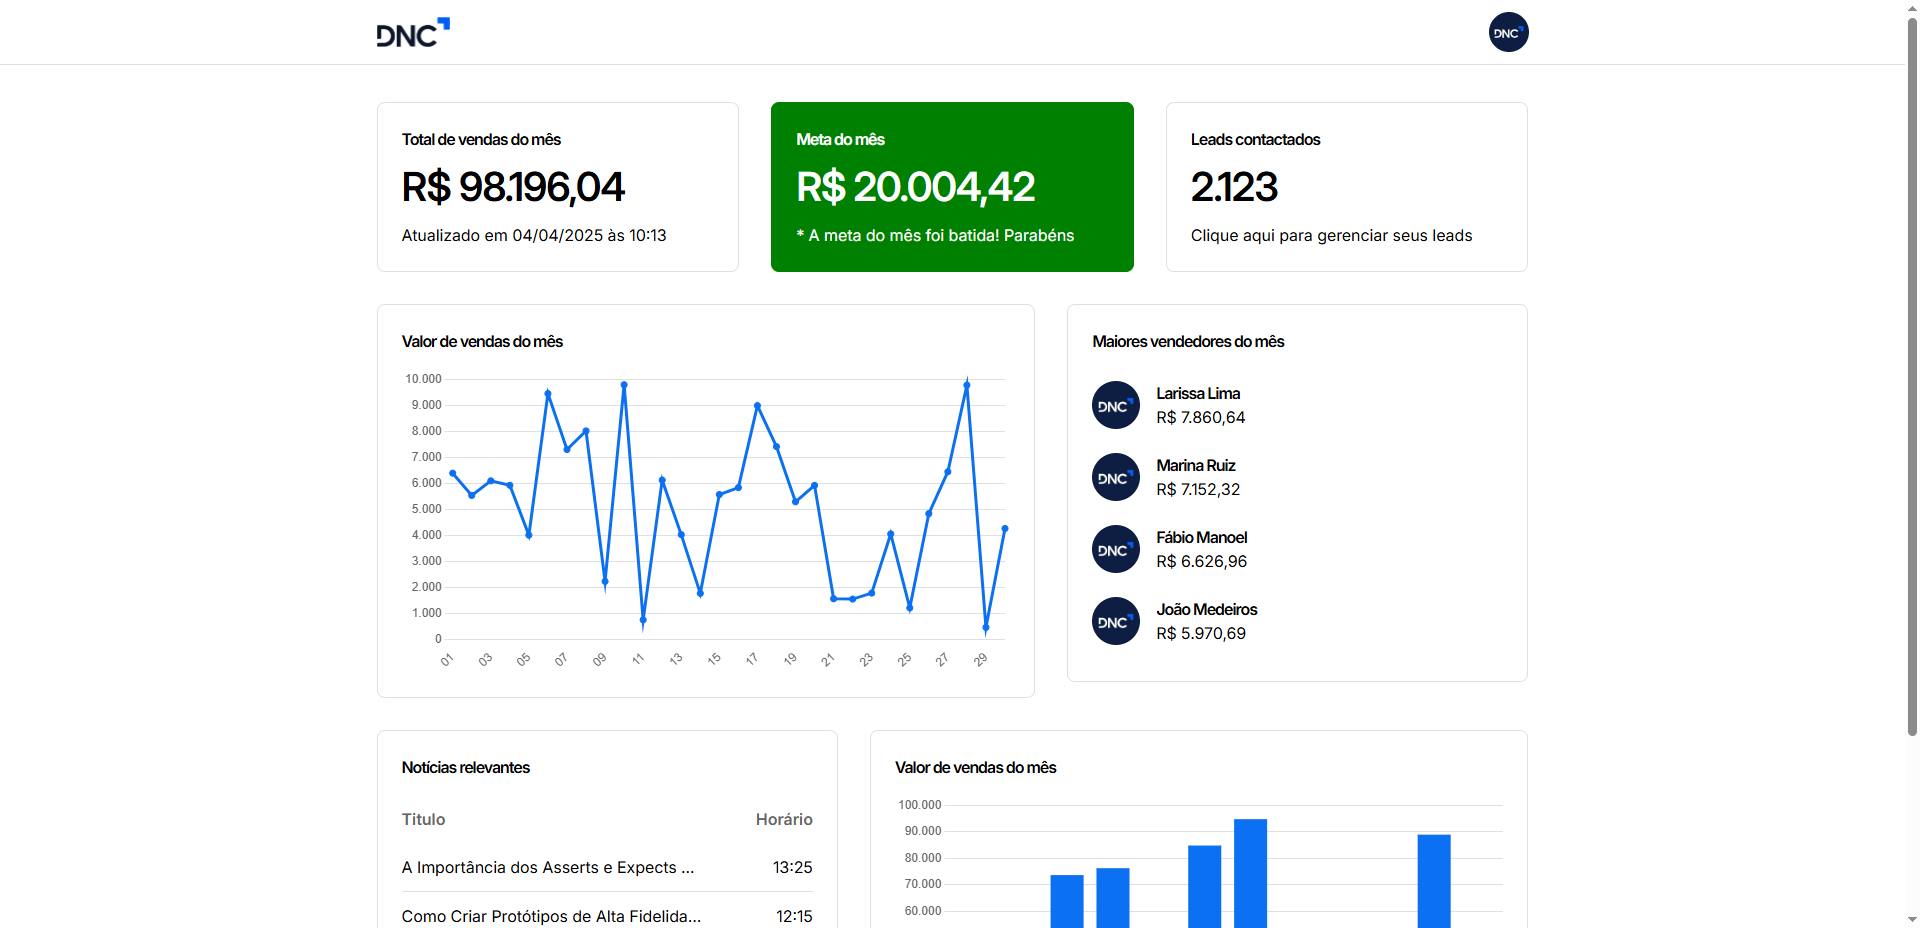 DNC
DNC
Total de vendas do mês
R$ 98.196,04
Atualizado em 04/04/2025 às 10:13
Meta do mês
R$ 20.004,42
* A meta do mês foi batida! Parabéns
Leads contactados
2.123
Clique aqui para gerenciar seus leads
Valor de vendas do mês
10.000
9.000
8.000
7.000
6.000
5.000
4.000
3.000
2.000
1.000
0
01 03 05 07 09 11 13 15 17 19 21 23 25 27 29
Maiores vendedores do mês
DNC
Larissa Lima
R$ 7.860,64
DNC
Marina Ruiz
R$ 7.152,32
DNC
Fábio Manoel
R$ 6.626,96
DNC
João Medeiros
R$ 5.970,69
Notícias relevantes
Titulo Horário
A Importância dos Asserts e Expects ... 13:25
Como Criar Protótipos de Alta Fidelida... 12:15
Valor de vendas do mês
100.000
90.000
80.000
70.000
60.000